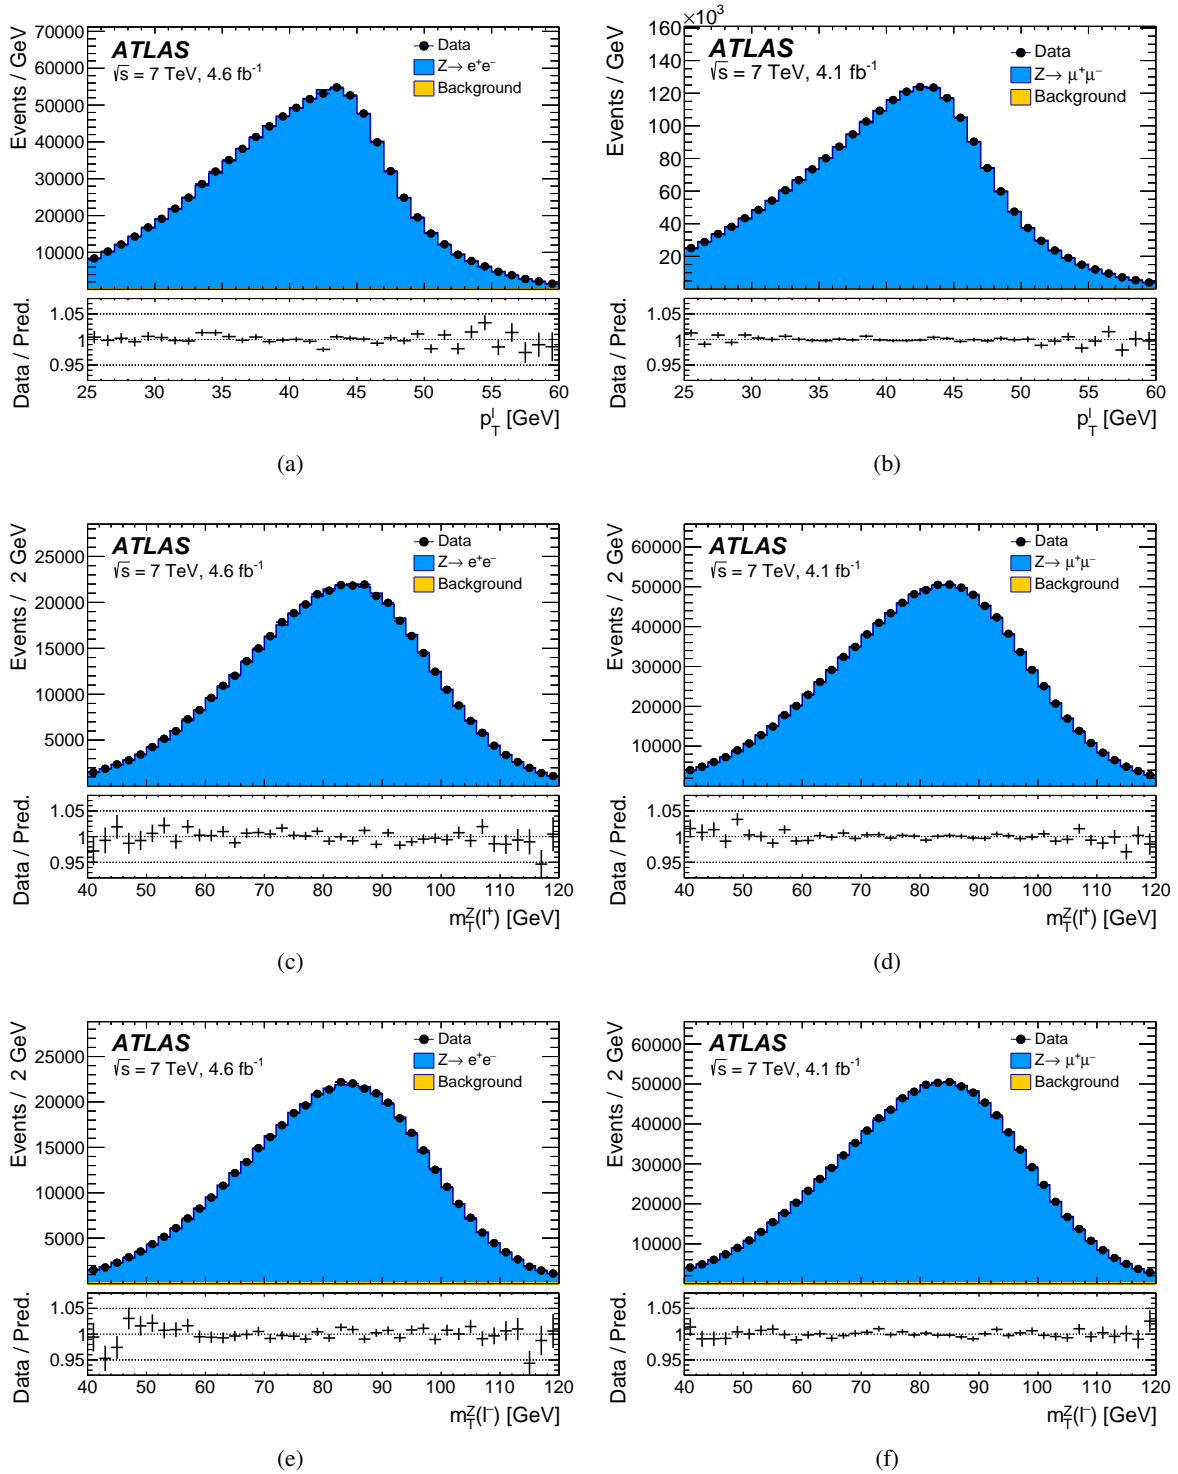 ATLAS
√s = 7 TeV, 4.6 fb⁻¹
Data
Z→ e⁺e⁻
Background
Events / GeV
70000
60000
50000
40000
30000
20000
10000
Data / Pred.
1.05
1
0.95
25 30 35 40 45 50 55 60
p_T^l [GeV]
(a)
ATLAS
√s = 7 TeV, 4.1 fb⁻¹
Data
Z→ μ⁺μ⁻
Background
Events / GeV
×10³
160
140
120
100
80
60
40
20
Data / Pred.
1.05
1
0.95
25 30 35 40 45 50 55 60
p_T^l [GeV]
(b)
ATLAS
√s = 7 TeV, 4.6 fb⁻¹
Data
Z→ e⁺e⁻
Background
Events / 2 GeV
25000
20000
15000
10000
5000
Data / Pred.
1.05
1
0.95
40 50 60 70 80 90 100 110 120
m_T^Z(l⁺) [GeV]
(c)
ATLAS
√s = 7 TeV, 4.1 fb⁻¹
Data
Z→ μ⁺μ⁻
Background
Events / 2 GeV
60000
50000
40000
30000
20000
10000
Data / Pred.
1.05
1
0.95
40 50 60 70 80 90 100 110 120
m_T^Z(l⁺) [GeV]
(d)
ATLAS
√s = 7 TeV, 4.6 fb⁻¹
Data
Z→ e⁺e⁻
Background
Events / 2 GeV
25000
20000
15000
10000
5000
Data / Pred.
1.05
1
0.95
40 50 60 70 80 90 100 110 120
m_T^Z(l⁻) [GeV]
(e)
ATLAS
√s = 7 TeV, 4.1 fb⁻¹
Data
Z→ μ⁺μ⁻
Background
Events / 2 GeV
60000
50000
40000
30000
20000
10000
Data / Pred.
1.05
1
0.95
40 50 60 70 80 90 100 110 120
m_T^Z(l⁻) [GeV]
(f)